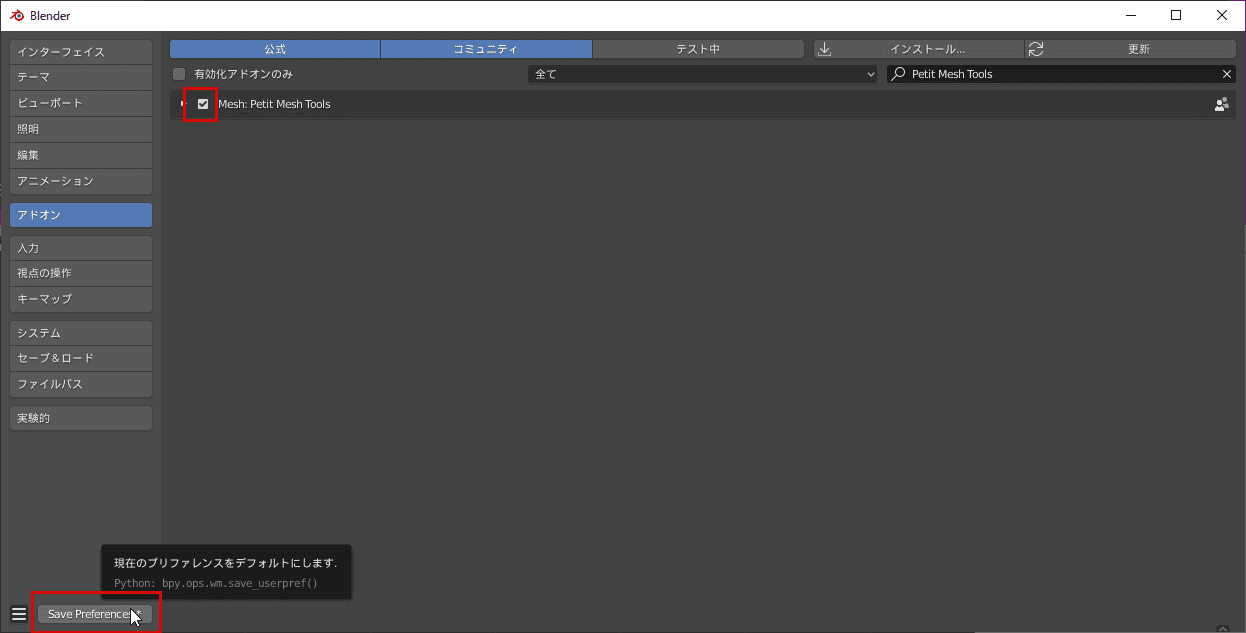 Blender
インターフェイス
テーマ
ビューポート
照明
編集
アニメーション
アドオン
入力
視点の操作
キーマップ
システム
セーブ＆ロード
ファイルパス
実験的
公式 コミュニティ テスト中 インストール... 更新
有効化アドオンのみ 全て Petit Mesh Tools
Mesh: Petit Mesh Tools
現在のプリファレンスをデフォルトにします.
Python: bpy.ops.wm.save_userpref()
Save Preferences *